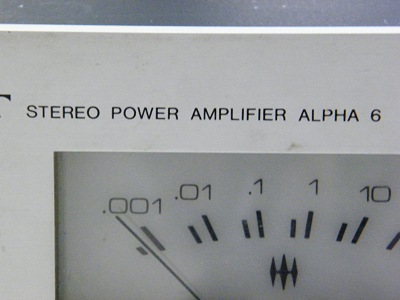 STEREO POWER AMPLIFIER ALPHA 6
.001 .01 .1 1 10